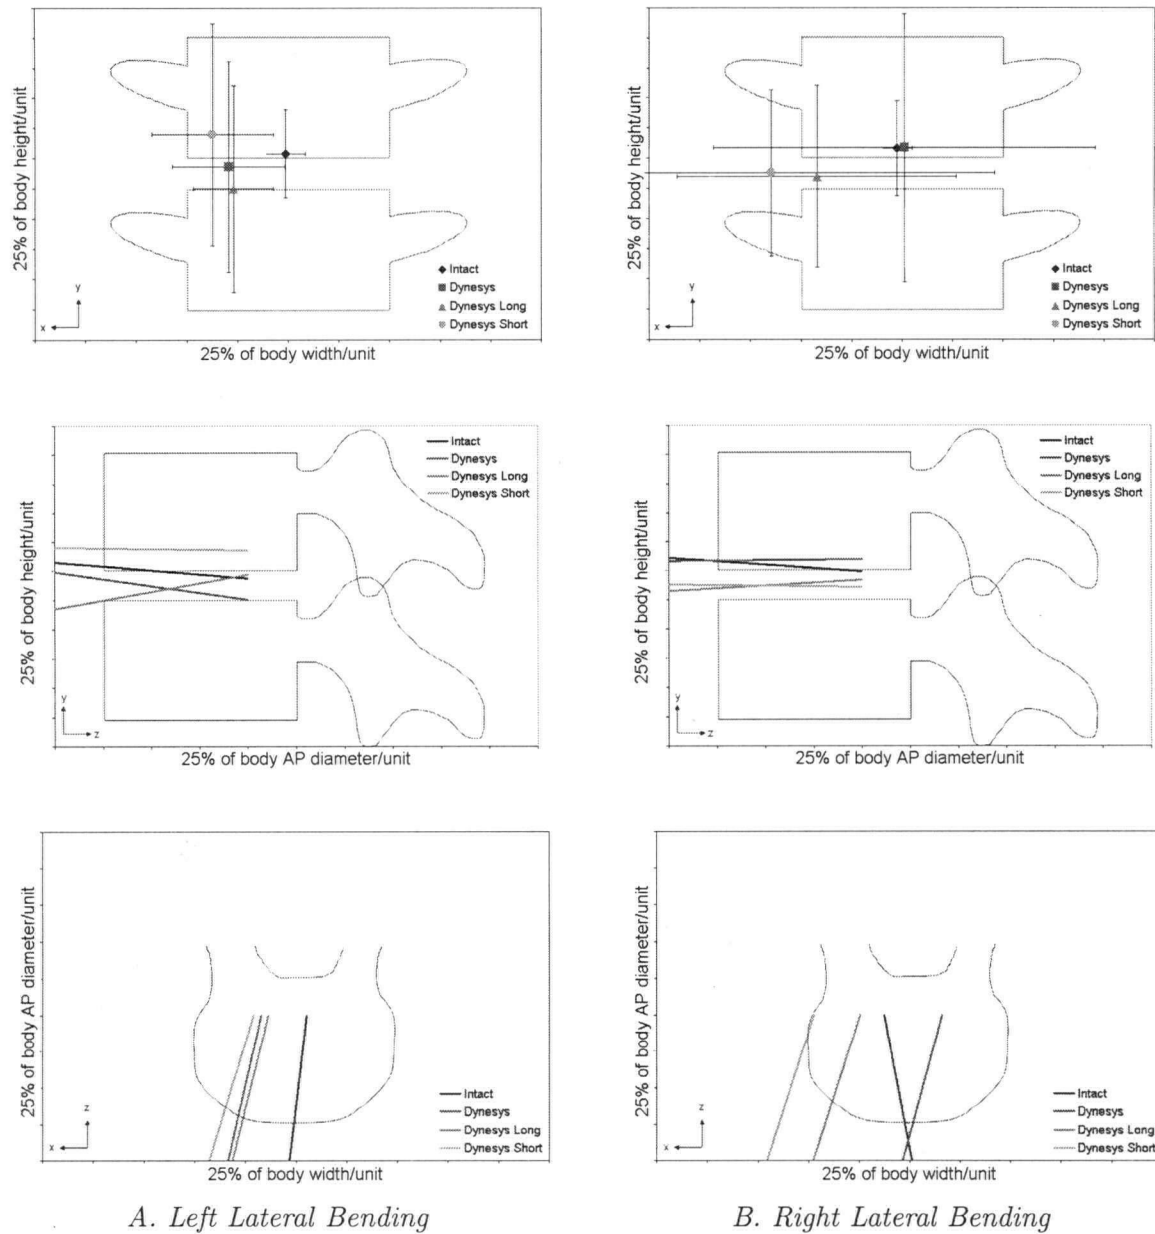 25% of body height/unit
Intact
Dynesys
Dynesys Long
Dynesys Short
y
x
25% of body width/unit
25% of body height/unit
Intact
Dynesys
Dynesys Long
Dynesys Short
y
x
25% of body width/unit
25% of body height/unit
Intact
Dynesys
Dynesys Long
Dynesys Short
y
z
25% of body AP diameter/unit
25% of body height/unit
Intact
Dynesys
Dynesys Long
Dynesys Short
y
z
25% of body AP diameter/unit
25% of body AP diameter/unit
Intact
Dynesys
Dynesys Long
Dynesys Short
z
x
25% of body width/unit
25% of body AP diameter/unit
Intact
Dynesys
Dynesys Long
Dynesys Short
z
x
25% of body width/unit
A. Left Lateral Bending
B. Right Lateral Bending